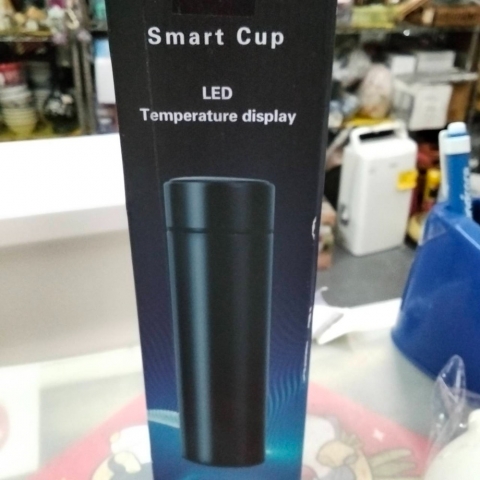 Smart Cup
LED
Temperature display